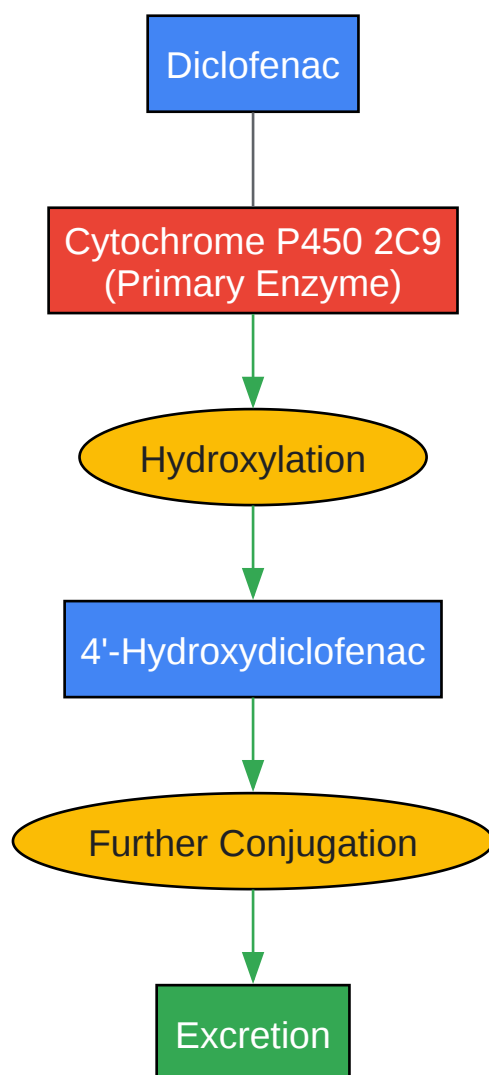 Diclofenac
Cytochrome P450 2C9
(Primary Enzyme)
Hydroxylation
4'-Hydroxydiclofenac
Further Conjugation
Excretion